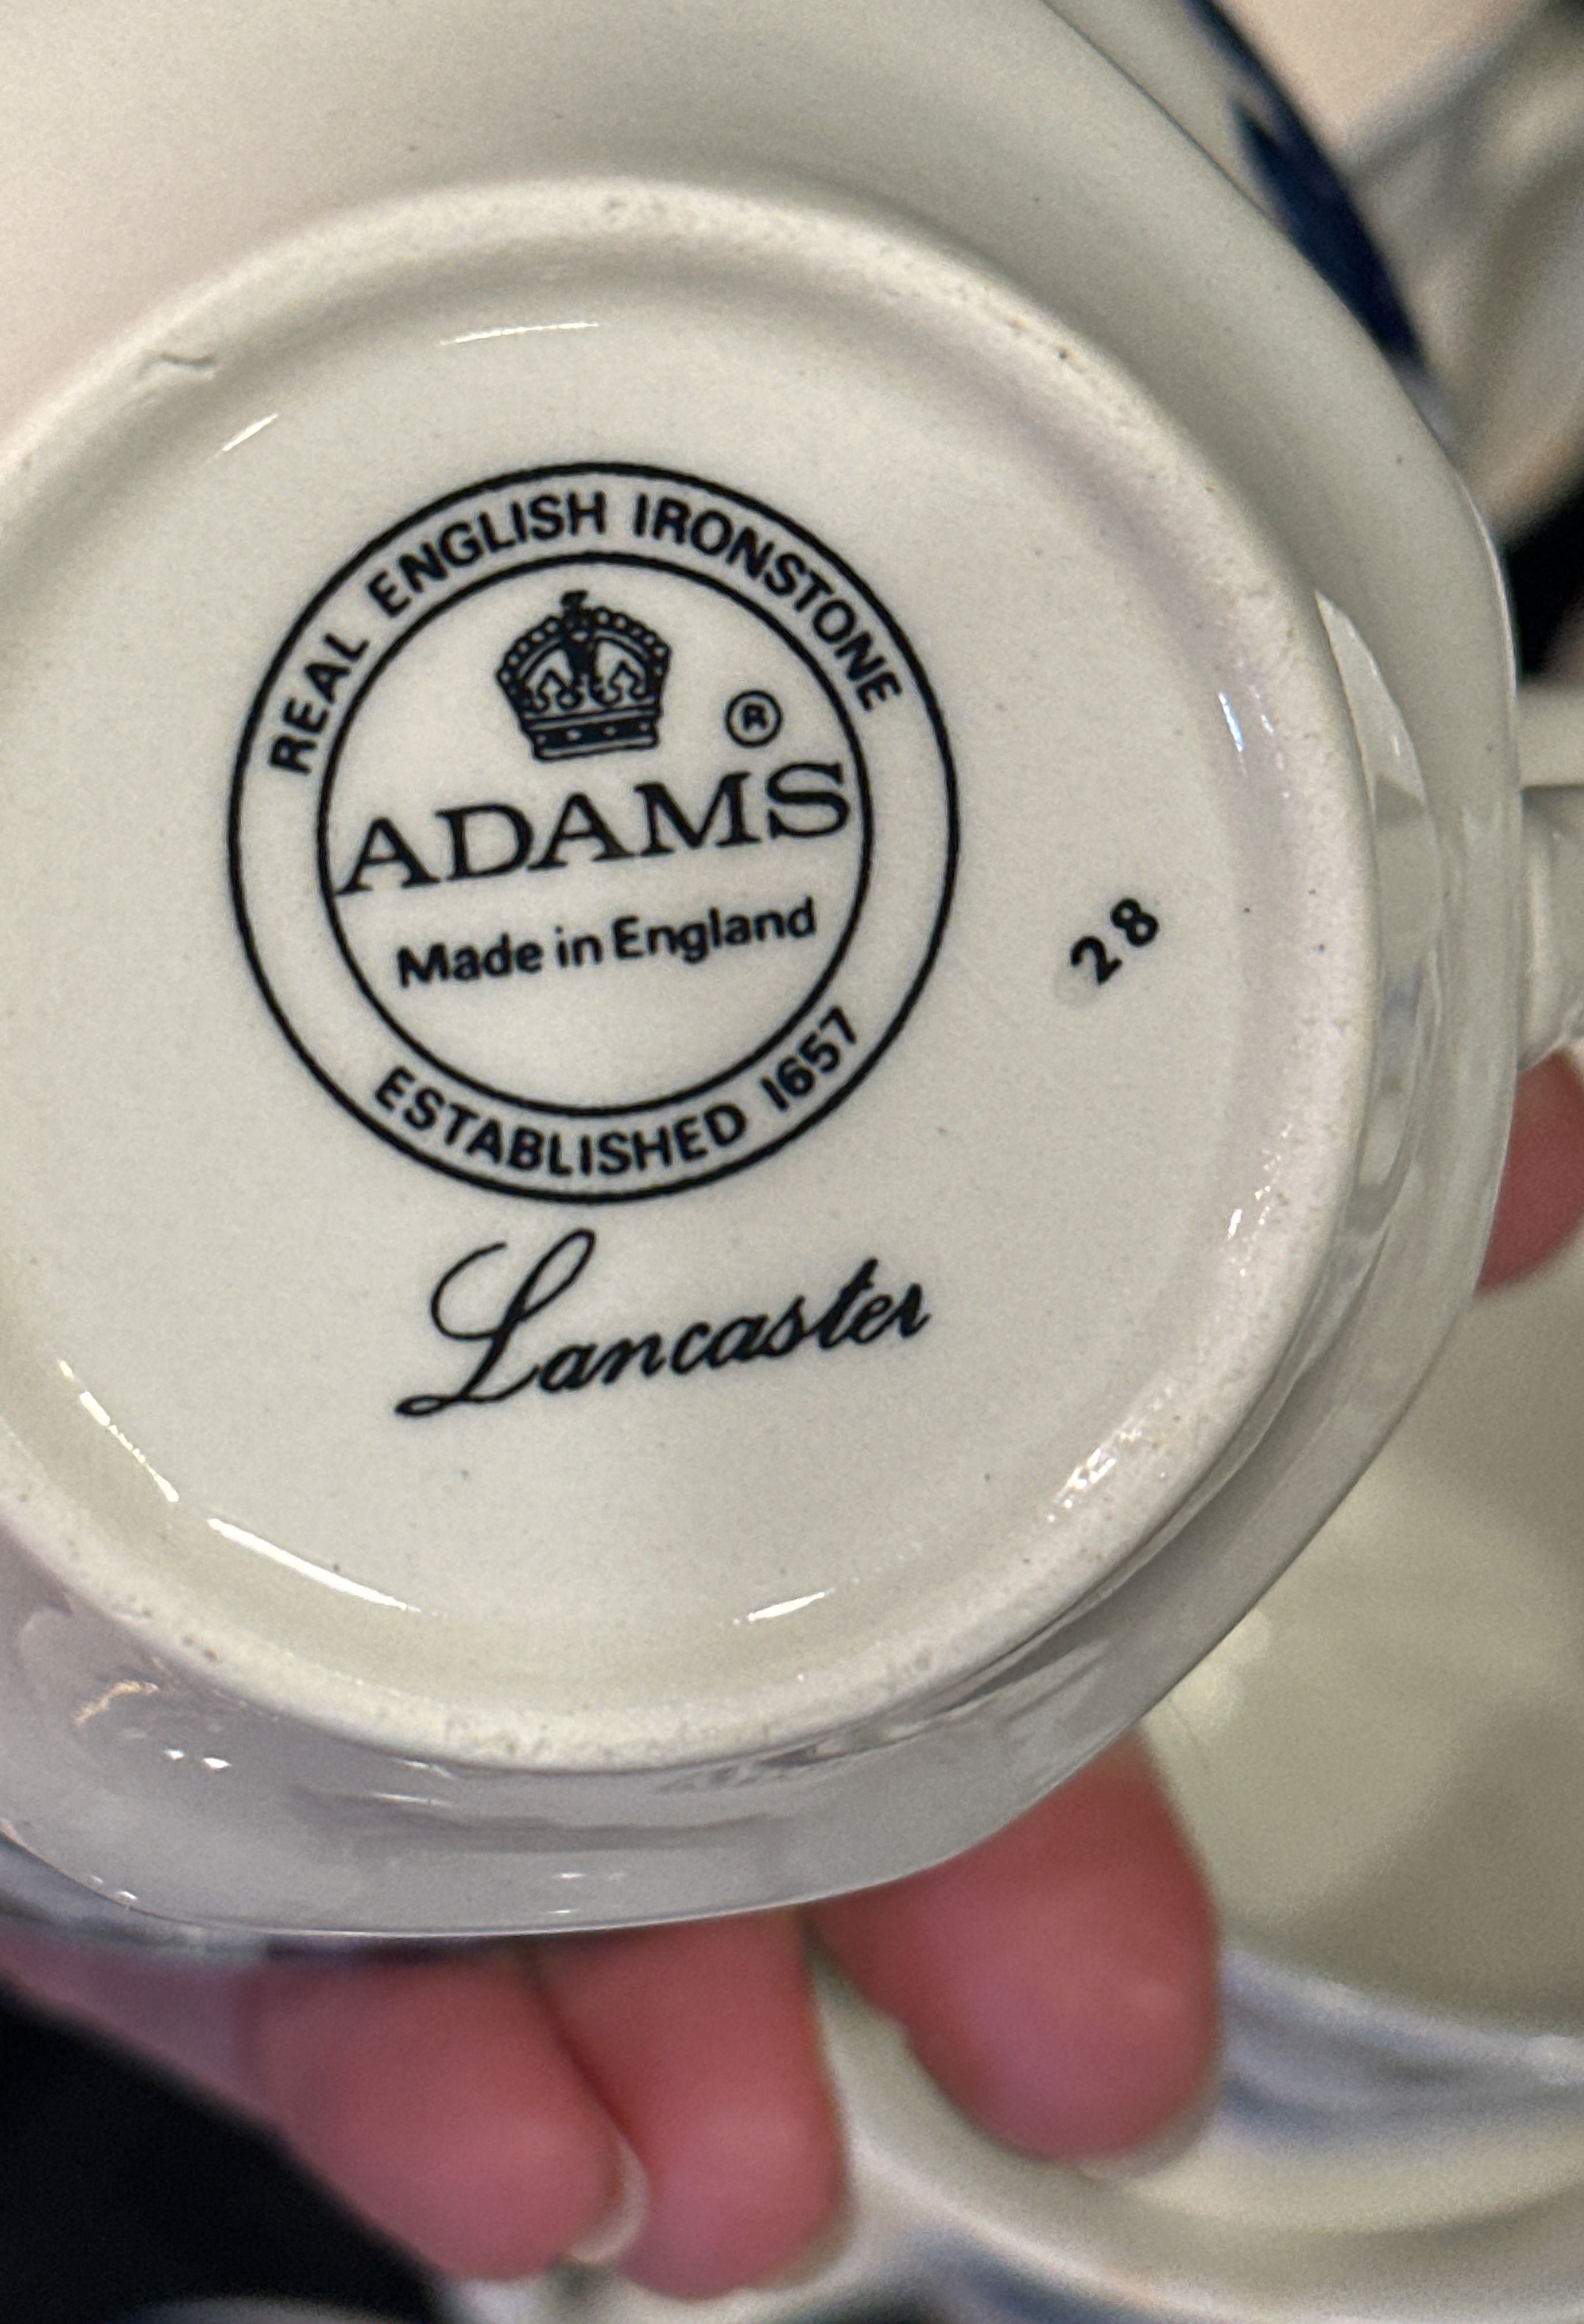 REAL ENGLISH IRONSTONE
®
ADAMS
Made in England
ESTABLISHED 1657
Lancaster
28